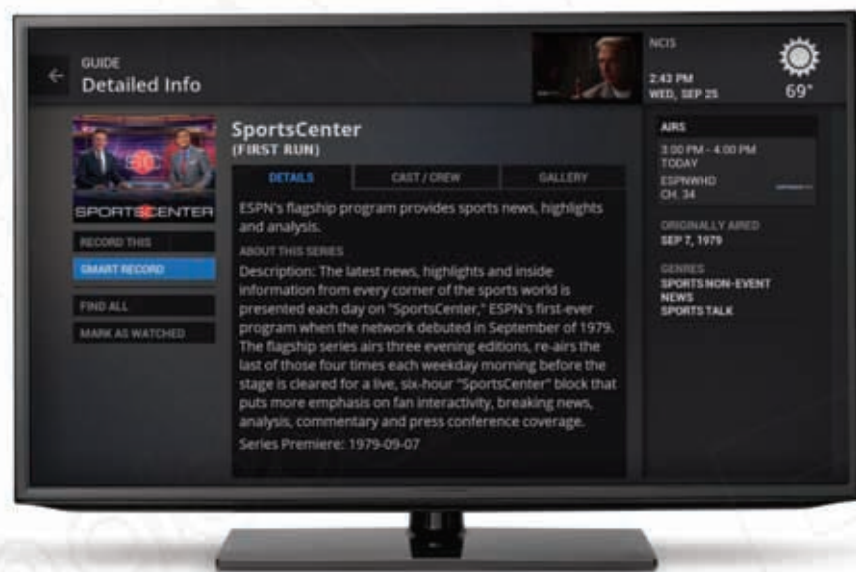 GUIDE
Detailed Info
NCIS
2:43 PM
WED, SEP 25
69°
SC
SPORTSCENTER
RECORD THIS
SMART RECORD
FIND ALL
MARK AS WATCHED
SportsCenter
(FIRST RUN)
DETAILS
CAST / CREW
GALLERY
ESPN's flagship program provides sports news, highlights
and analysis.
ABOUT THIS SERIES
Description: The latest news, highlights and inside
information from every corner of the sports world is
presented each day on "SportsCenter," ESPN's first-ever
program when the network debuted in September of 1979.
The flagship series airs three evening editions, re-airs the
last of those four times each weekday morning before the
stage is cleared for a live, six-hour "SportsCenter" block that
puts more emphasis on fan interactivity, breaking news,
analysis, commentary and press conference coverage.
Series Premiere: 1979-09-07
AIRS
3:00 PM - 4:00 PM
TODAY
ESPNWHD
CH. 34
ORIGINALLY AIRED
SEP 7, 1979
GENRES
SPORTS NON-EVENT
NEWS
SPORTS TALK